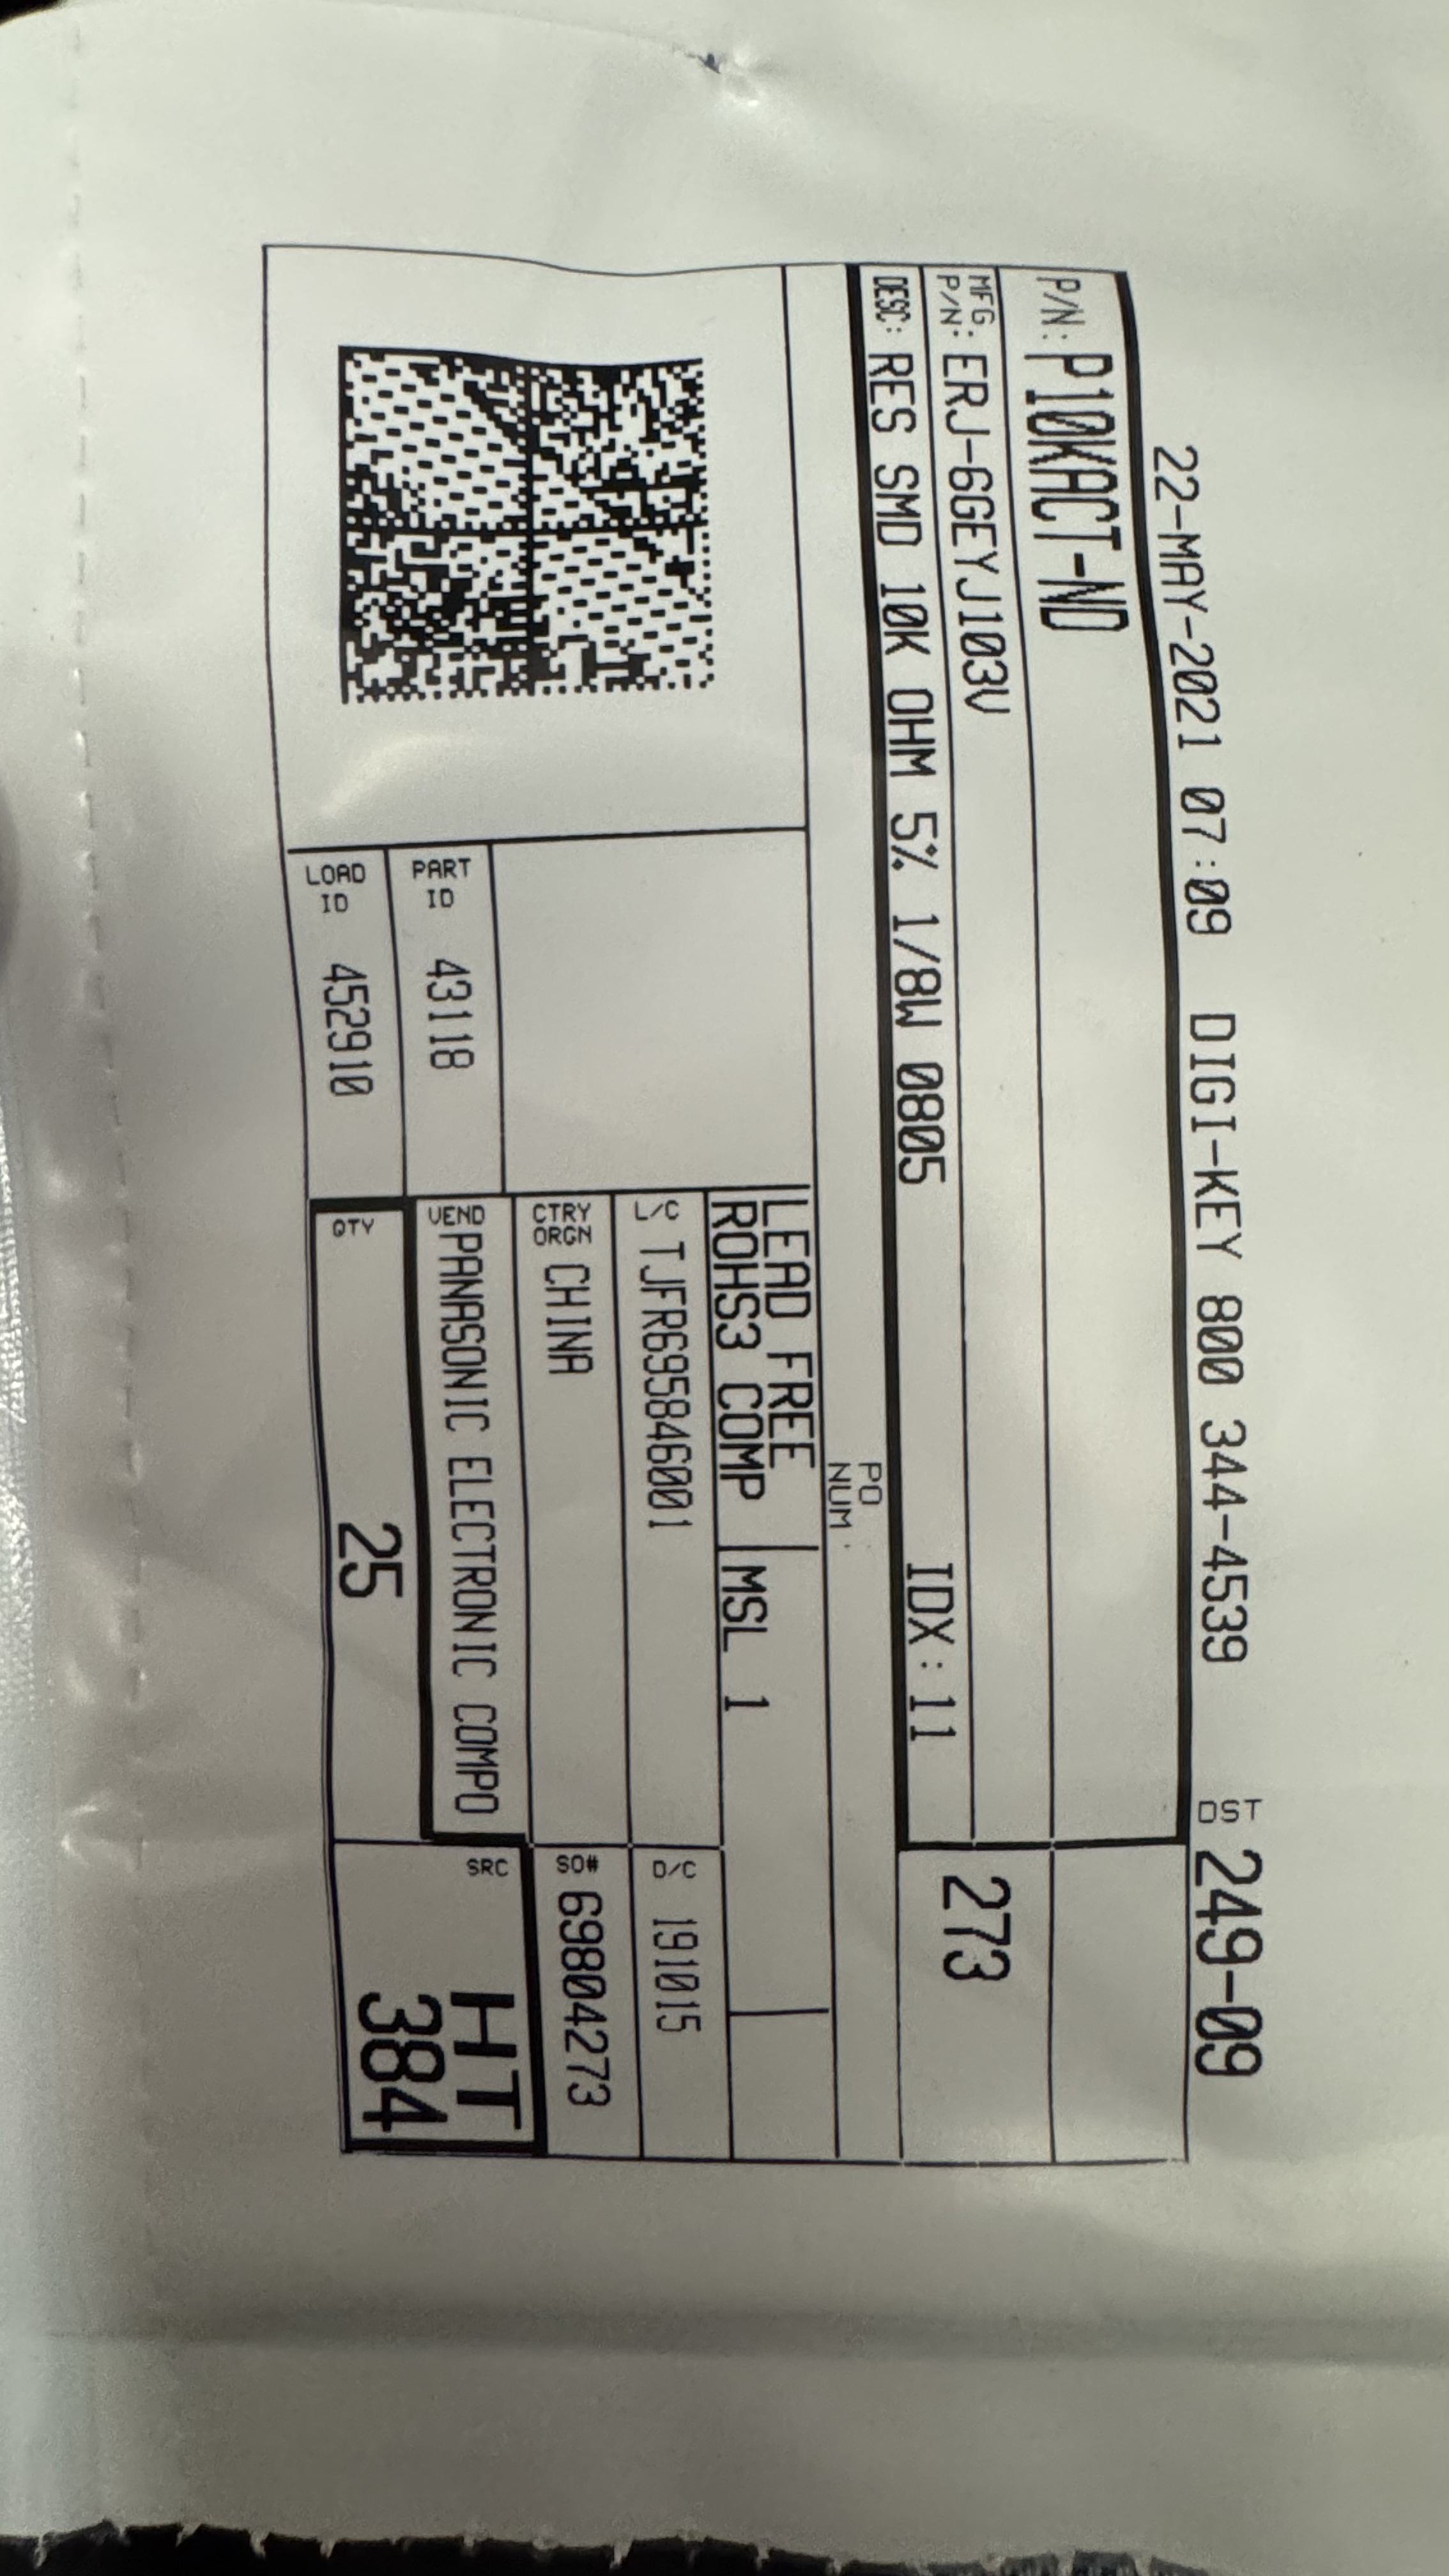 22-MAY-2021 07:09 DIGI-KEY 800 344-4539 DST 249-09
P/N: P10KACT-ND
MFG P/N: ERJ-6GEYJ103V
273
DESC: RES SMD 10K OHM 5% 1/8W 0805 IDX: 11
PO NUM:
LEAD FREE
ROHS3 COMP MSL 1
L/C TJFR695846001 D/C 191015
CTRY ORGN CHINA SO# 69804273
PART ID 43118 VEND PANASONIC ELECTRONIC COMPO
LOAD ID 452910 QTY 25
SRC HT
384